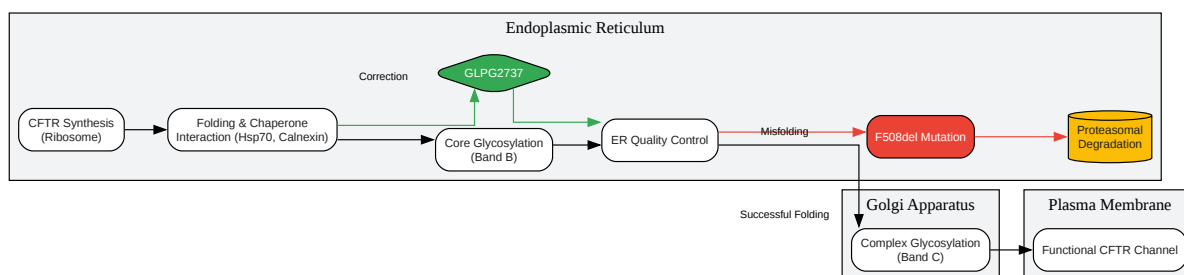 Endoplasmic Reticulum
Correction
GLPG2737
CFTR Synthesis
(Ribosome)
Folding & Chaperone
Interaction (Hsp70, Calnexin)
Core Glycosylation
(Band B)
ER Quality Control
Misfolding
F508del Mutation
Proteasomal
Degradation
Successful Folding
Golgi Apparatus
Complex Glycosylation
(Band C)
Plasma Membrane
Functional CFTR Channel